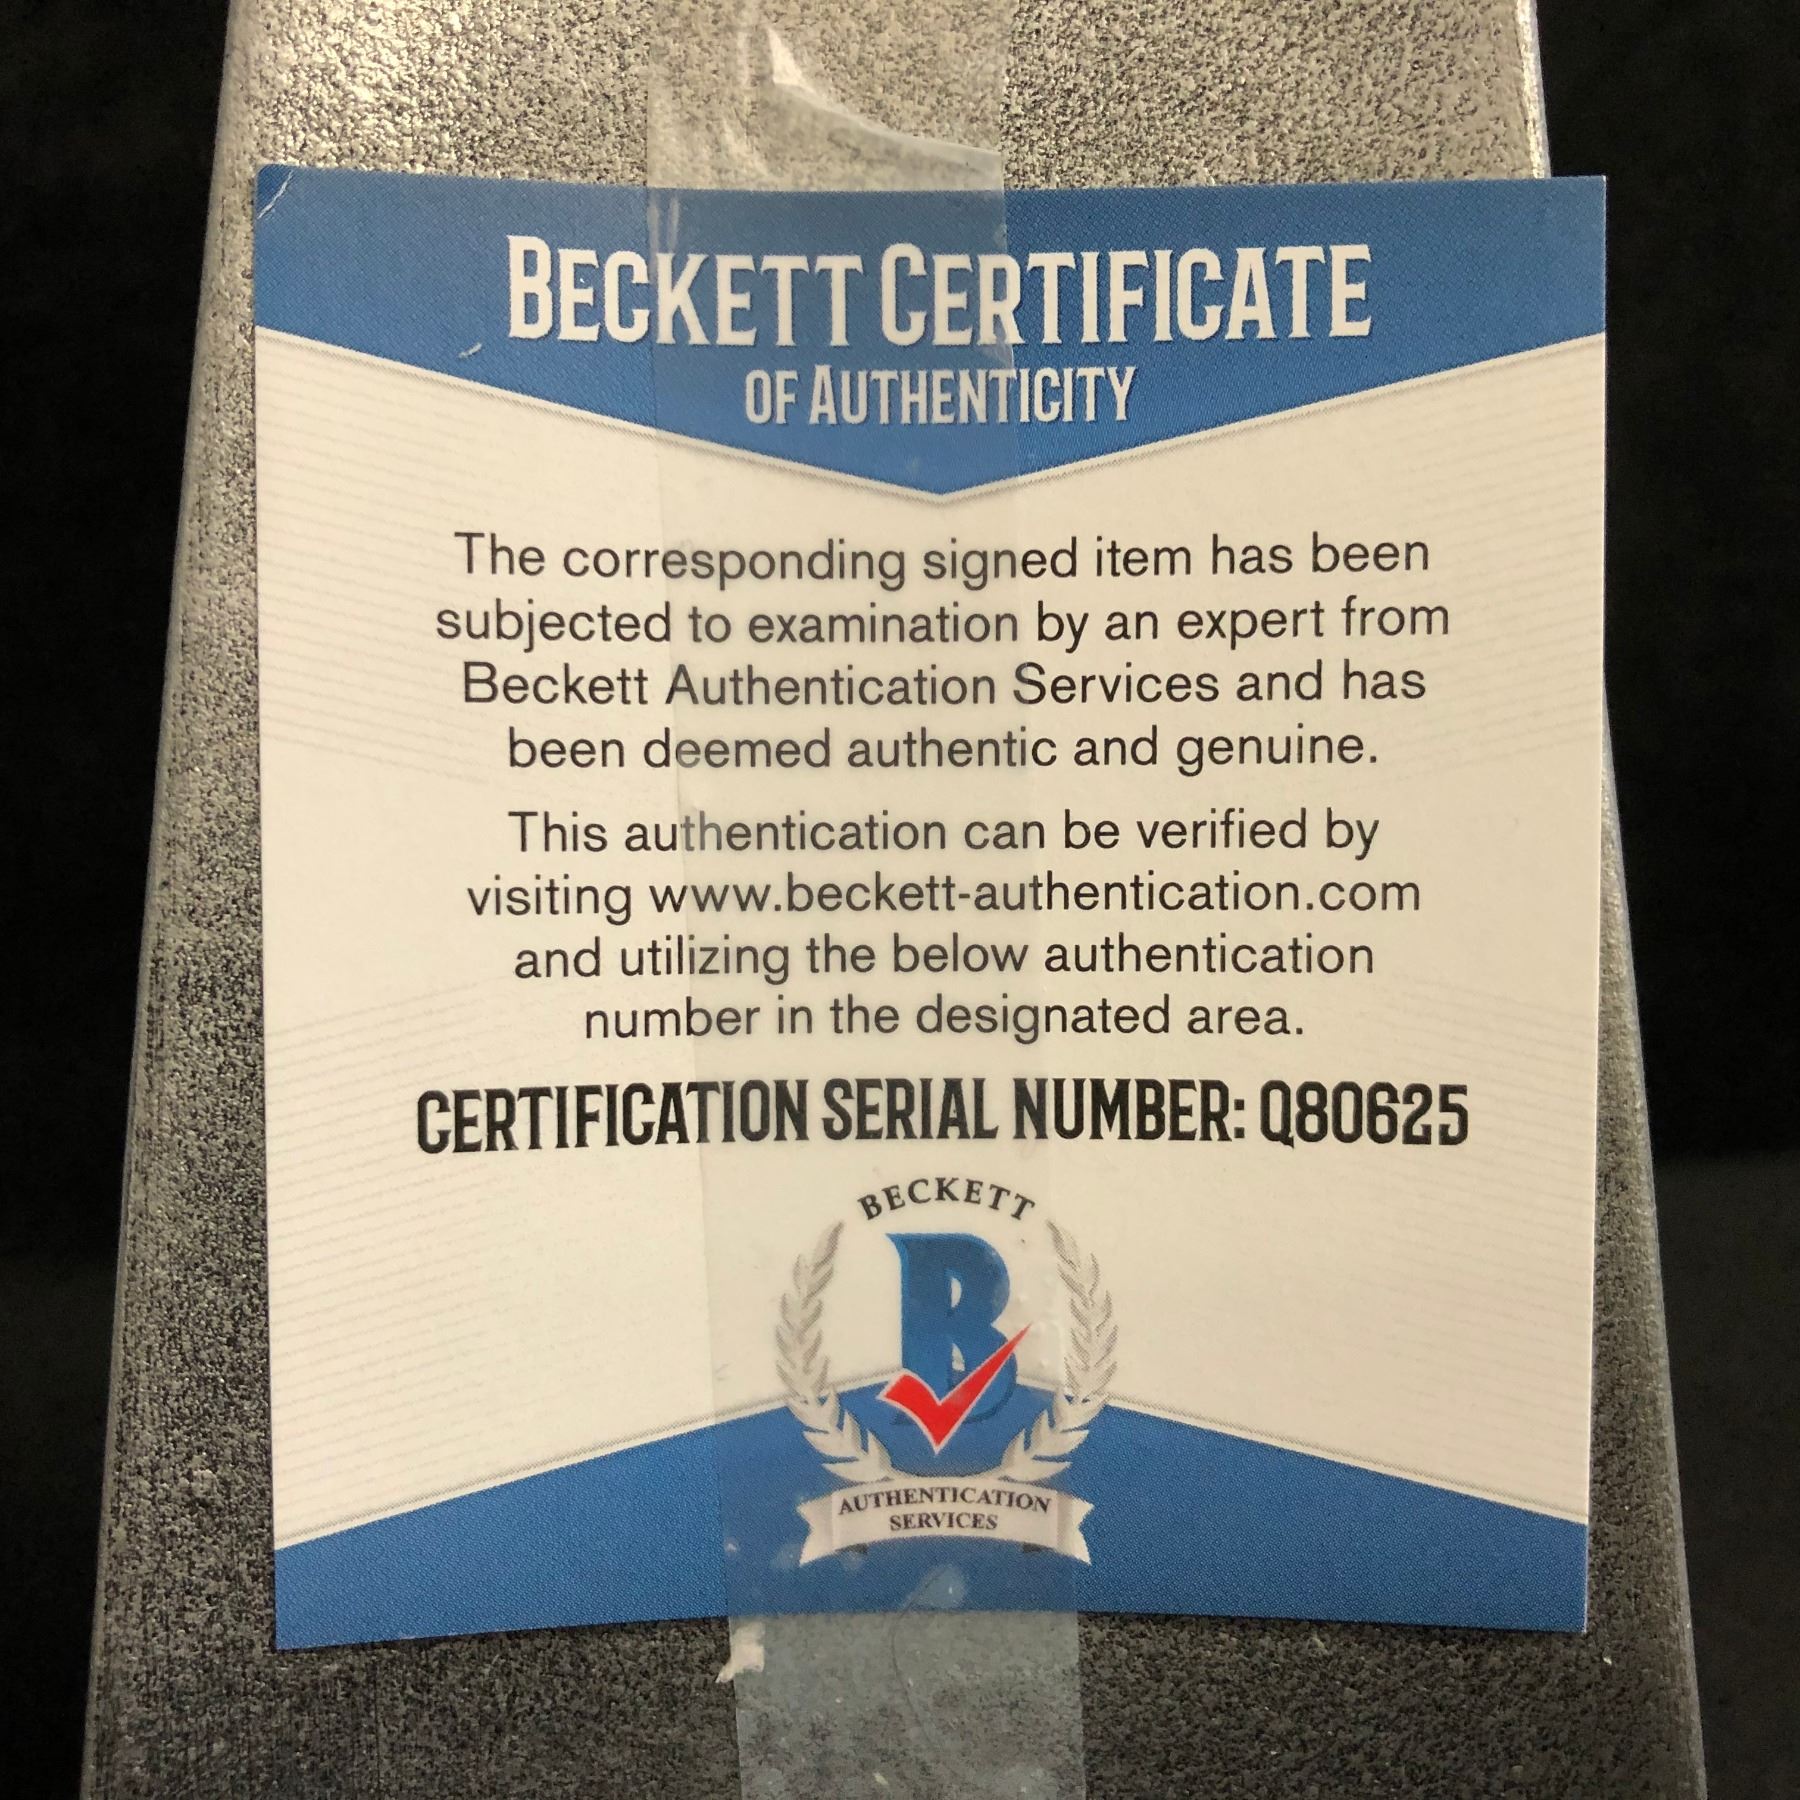 BECKETT CERTIFICATE
OF AUTHENTICITY
The corresponding signed item has been
subjected to examination by an expert from
Beckett Authentication Services and has
been deemed authentic and genuine.
This authentication can be verified by
visiting www.beckett-authentication.com
and utilizing the below authentication
number in the designated area.
CERTIFICATION SERIAL NUMBER: Q80625
BECKETT
B
AUTHENTICATION
SERVICES